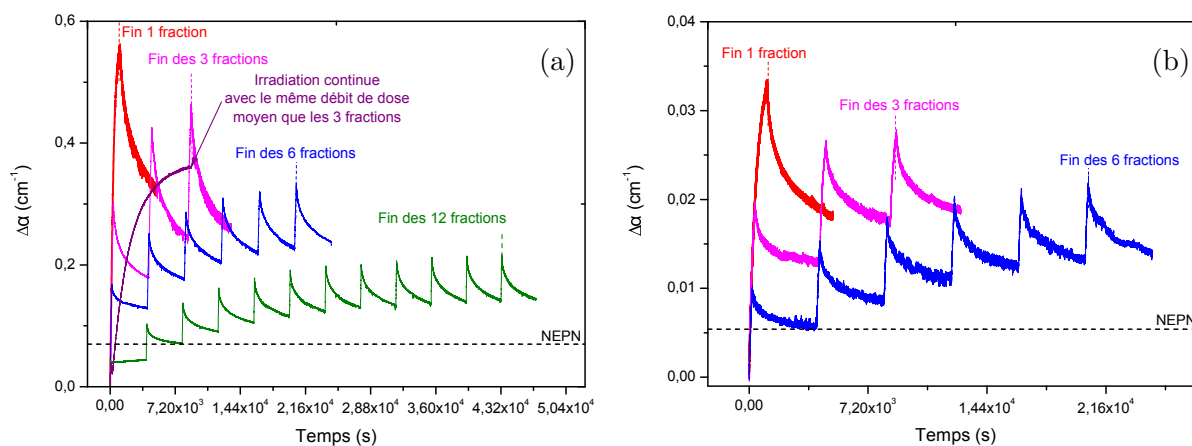 (a)
Fin 1 fraction
Fin des 3 fractions
Irradiation continue
avec le même débit de dose
moyen que les 3 fractions
Fin des 6 fractions
Fin des 12 fractions
NEPN
Δα (cm⁻¹)
0,6
0,4
0,2
0,0
0,00
7,20x10³
1,44x10⁴
2,16x10⁴
2,88x10⁴
3,60x10⁴
4,32x10⁴
5,04x10⁴
Temps (s)
(b)
Fin 1 fraction
Fin des 3 fractions
Fin des 6 fractions
NEPN
Δα (cm⁻¹)
0,04
0,03
0,02
0,01
0,00
0,00
7,20x10³
1,44x10⁴
2,16x10⁴
Temps (s)